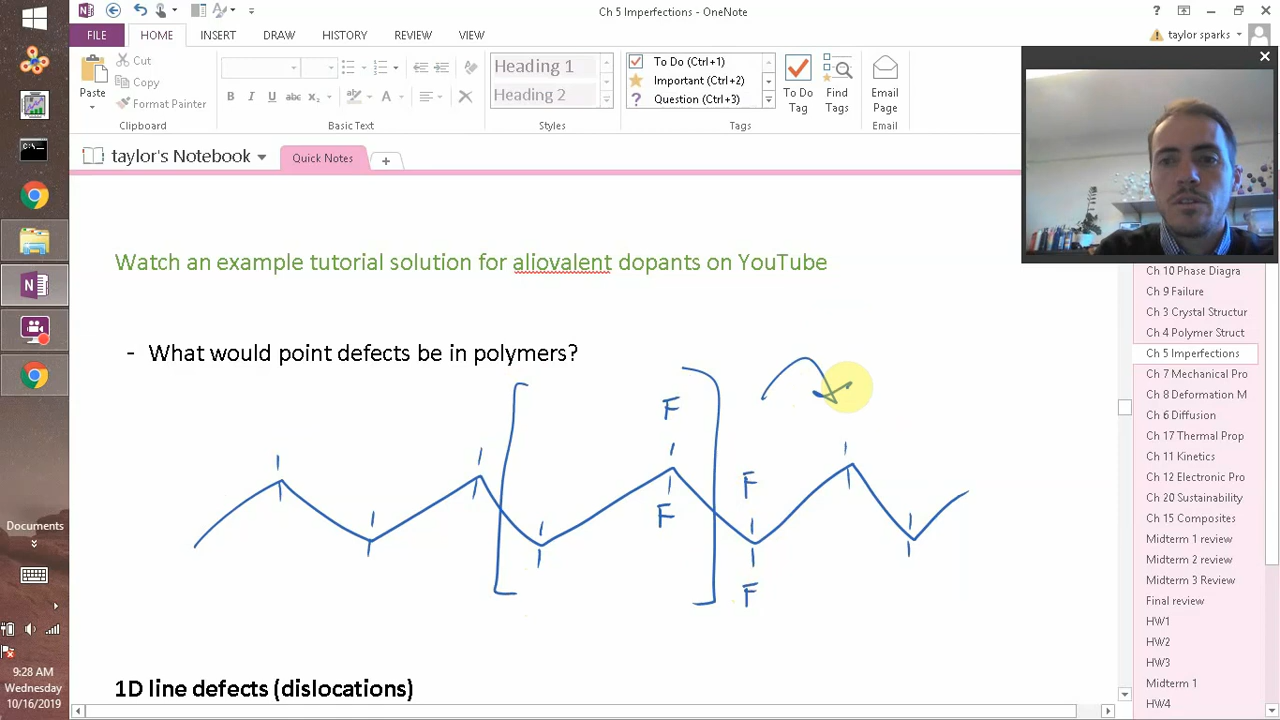 Ch 5 Imperfections - OneNote
FILE HOME INSERT DRAW HISTORY REVIEW VIEW
taylor sparks
Paste
Cut
Copy
Format Painter
Clipboard
B I U abc x₂ A
Basic Text
Heading 1
Heading 2
Styles
To Do (Ctrl+1)
Important (Ctrl+2)
Question (Ctrl+3)
To Do Tag
Find Tags
Tags
Email Page
Email
taylor's Notebook
Quick Notes
Watch an example tutorial solution for aliovalent dopants on YouTube
- What would point defects be in polymers?
F
F F
F
1D line defects (dislocations)
Ch 10 Phase Diagra
Ch 9 Failure
Ch 3 Crystal Structur
Ch 4 Polymer Struct
Ch 5 Imperfections
Ch 7 Mechanical Pro
Ch 8 Deformation M
Ch 6 Diffusion
Ch 17 Thermal Prop
Ch 11 Kinetics
Ch 12 Electronic Pro
Ch 20 Sustainability
Ch 15 Composites
Midterm 1 review
Midterm 2 review
Midterm 3 Review
Final review
HW1
HW2
HW3
Midterm 1
HW4
Documents
9:28 AM
Wednesday
10/16/2019